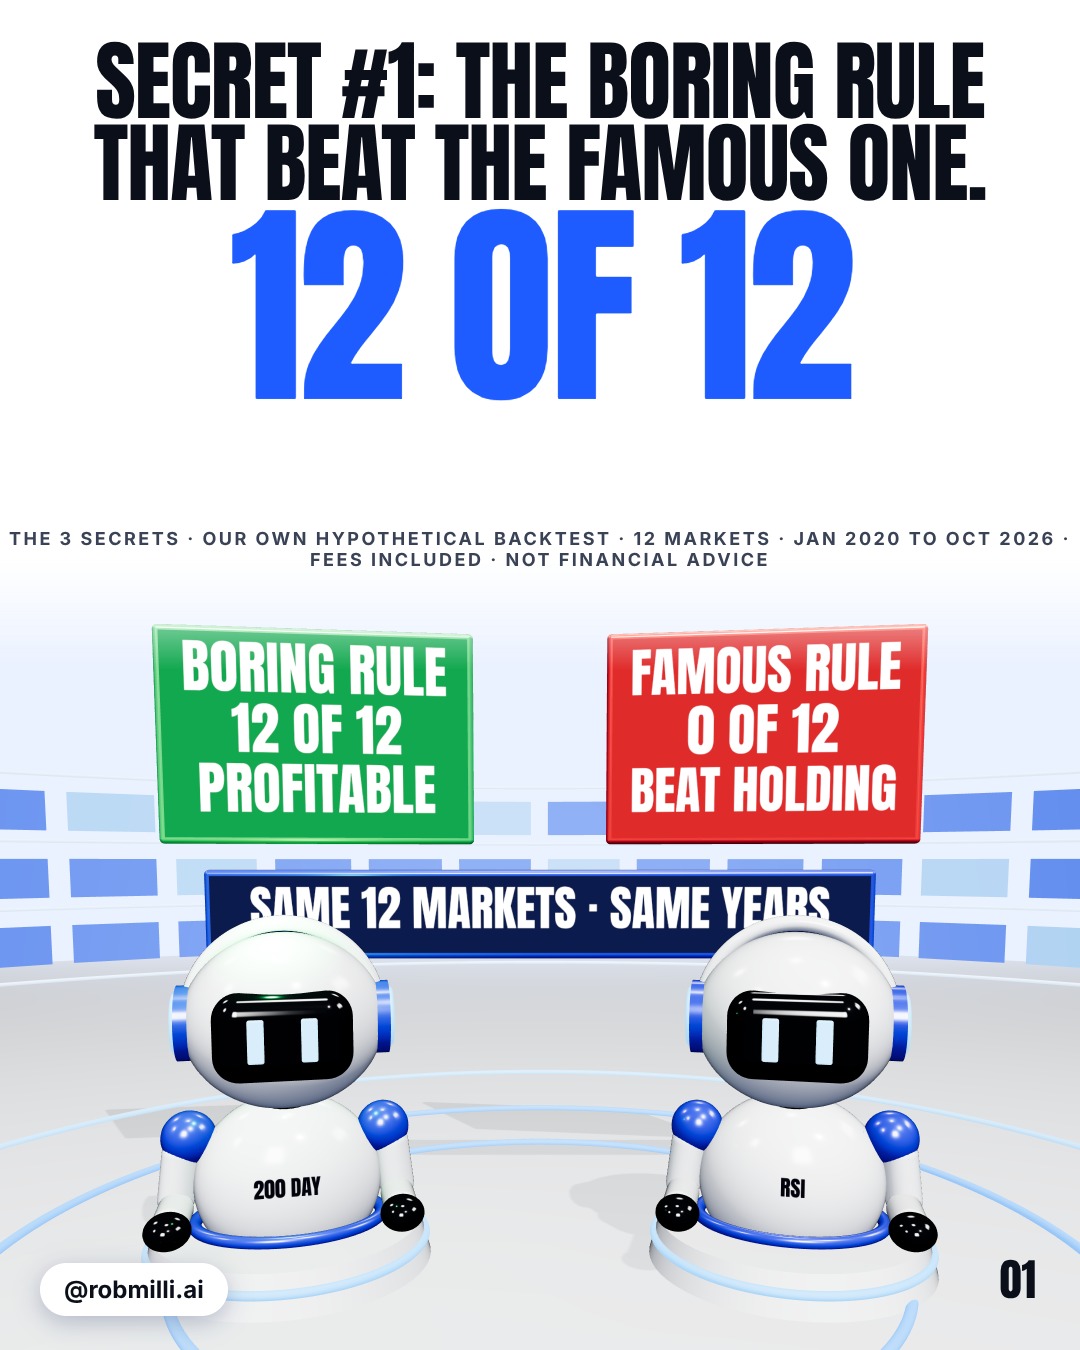 SECRET #1: THE BORING RULE
THAT BEAT THE FAMOUS ONE.
12 OF 12
THE 3 SECRETS · OUR OWN HYPOTHETICAL BACKTEST · 12 MARKETS · JAN 2020 TO OCT 2026 ·
FEES INCLUDED · NOT FINANCIAL ADVICE
BORING RULE
12 OF 12
PROFITABLE
FAMOUS RULE
0 OF 12
BEAT HOLDING
SAME 12 MARKETS · SAME YEARS
200 DAY
RSI
@robmilli.ai
01